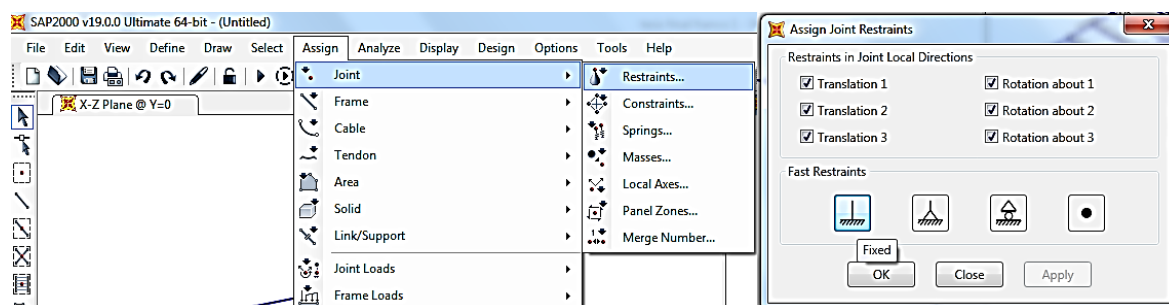 SAP2000 v19.0.0 Ultimate 64-bit - (Untitled)
File Edit View Define Draw Select Assign Analyze Display Design Options Tools Help
X-Z Plane @ Y=0
Joint
Frame
Cable
Tendon
Area
Solid
Link/Support
Joint Loads
Frame Loads
Restraints...
Constraints...
Springs...
Masses...
Local Axes...
Panel Zones...
Merge Number...
Assign Joint Restraints
Restraints in Joint Local Directions
Translation 1 Rotation about 1
Translation 2 Rotation about 2
Translation 3 Rotation about 3
Fast Restraints
Fixed
OK Close Apply